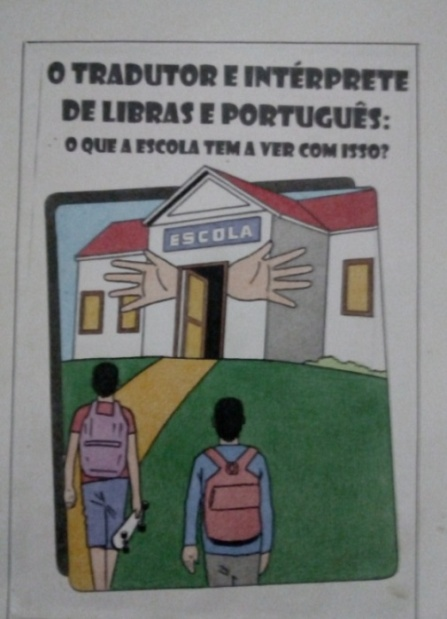 O TRADUTOR E INTÉRPRETE
DE LIBRAS E PORTUGUÊS:
O QUE A ESCOLA TEM A VER COM ISSO?
ESCOLA